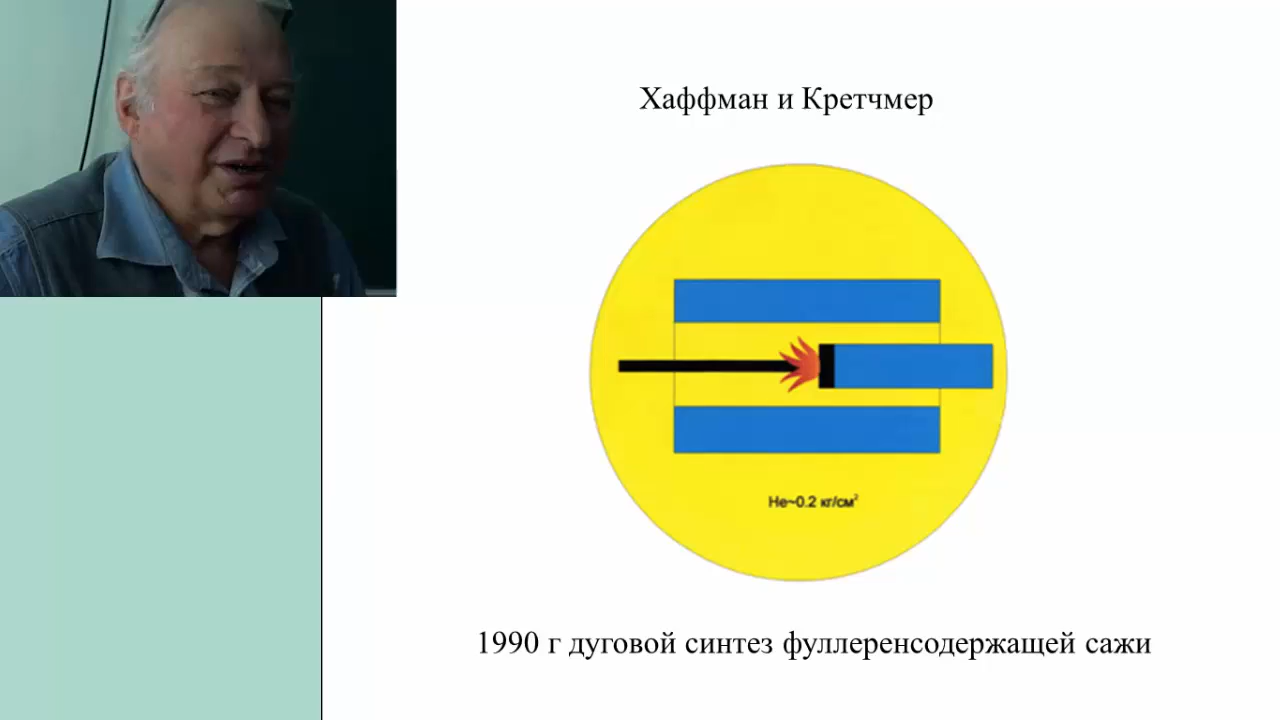 Хаффман и Кретчмер
He~0.2 кг/см²
1990 г дуговой синтез фуллеренсодержащей сажи